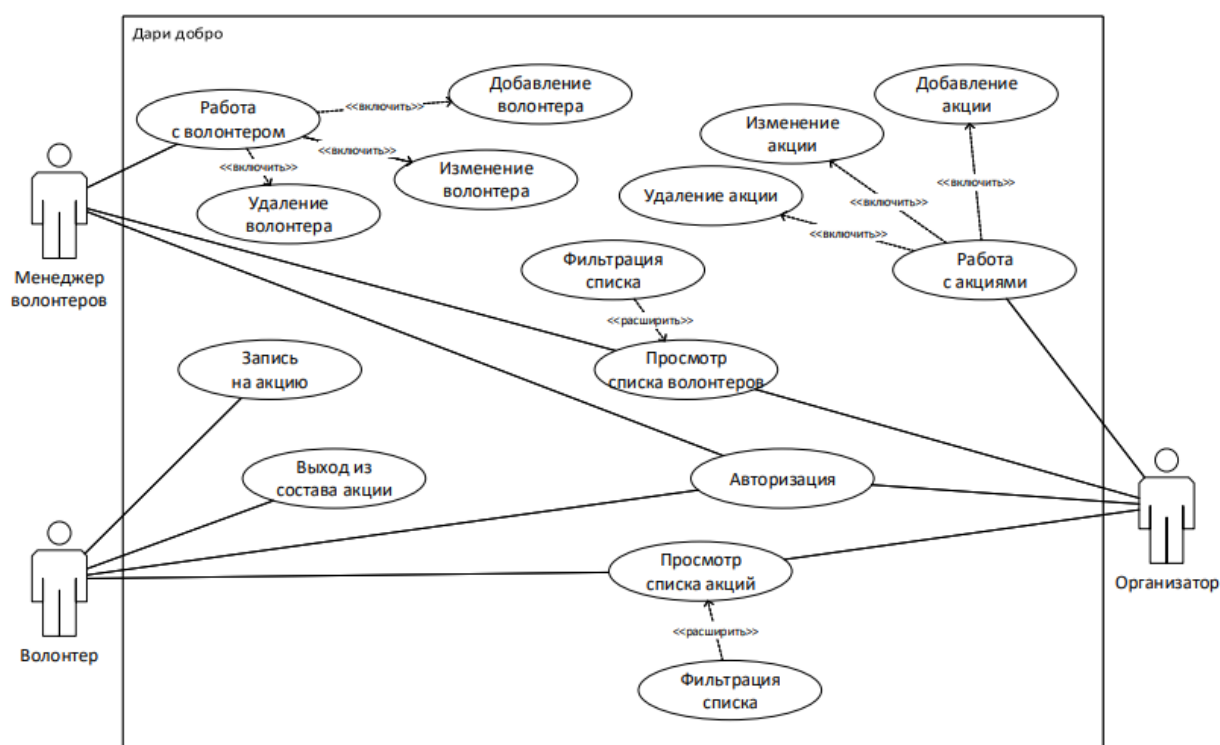 Дари добро
Добавление
волонтера
Добавление
акции
Работа
с волонтером
<<включить>>
Изменение
акции
<<включить>>
<<включить>>
Изменение
волонтера
<<включить>>
Удаление акции
<<включить>>
Удаление
волонтера
<<включить>>
<<включить>>
Менеджер
волонтеров
Фильтрация
списка
Работа
с акциями
<<расширить>>
Запись
на акцию
Просмотр
списка волонтеров
Выход из
состава акции
Авторизация
Просмотр
списка акций
Организатор
<<расширить>>
Волонтер
Фильтрация
списка